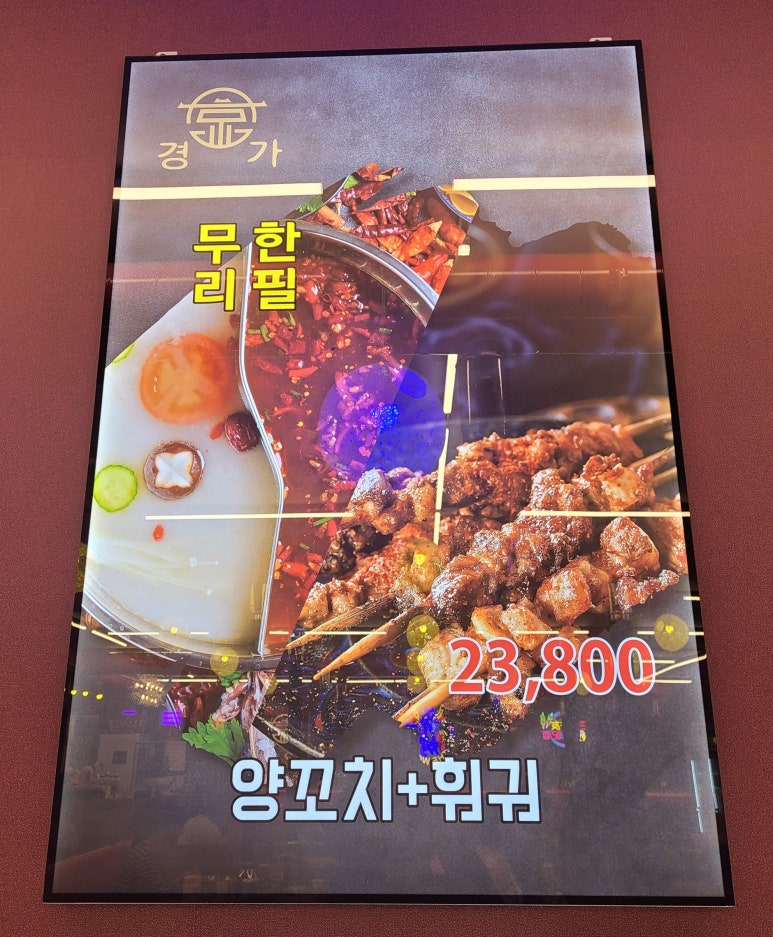 경가
무한
리필
23,800
양꼬치+훠궈